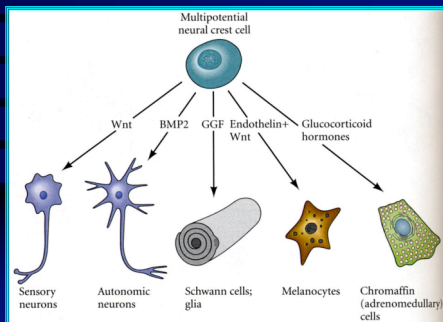 Multipotential
neural crest cell
Wnt
BMP2
GGF
Endothelin+
Wnt
Glucocorticoid
hormones
Sensory
neurons
Autonomic
neurons
Schwann cells;
glia
Melanocytes
Chromaffin
(adrenomedullary)
cells